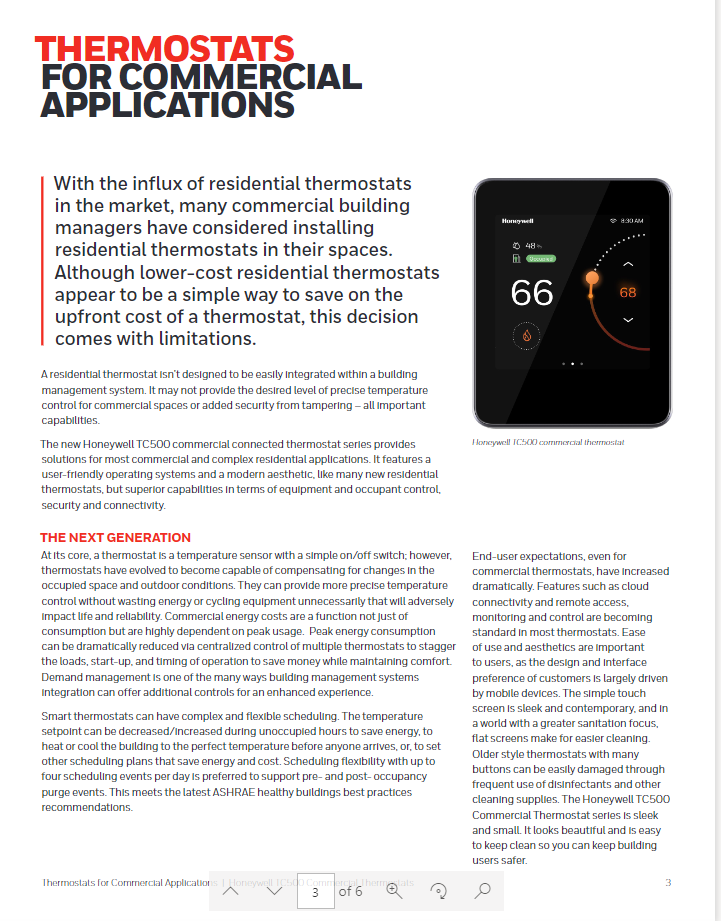 THERMOSTATS
FOR COMMERCIAL
APPLICATIONS
With the influx of residential thermostats
in the market, many commercial building
managers have considered installing
residential thermostats in their spaces.
Although lower-cost residential thermostats
appear to be a simple way to save on the
upfront cost of a thermostat, this decision
comes with limitations.
A residential thermostat isn't designed to be easily integrated within a building
management system. It may not provide the desired level of precise temperature
control for commercial spaces or added security from tampering – all important
capabilities.
The new Honeywell TC500 commercial connected thermostat series provides
solutions for most commercial and complex residential applications. It features a
user-friendly operating systems and a modern aesthetic, like many new residential
thermostats, but superior capabilities in terms of equipment and occupant control,
security and connectivity.
Honeywell
8:30 AM
48%
Occupied
66
68
Honeywell TC500 commercial thermostat
THE NEXT GENERATION
At its core, a thermostat is a temperature sensor with a simple on/off switch; however,
thermostats have evolved to become capable of compensating for changes in the
occupied space and outdoor conditions. They can provide more precise temperature
control without wasting energy or cycling equipment unnecessarily that will adversely
impact life and reliability. Commercial energy costs are a function not just of
consumption but are highly dependent on peak usage. Peak energy consumption
can be dramatically reduced via centralized control of multiple thermostats to stagger
the loads, start-up, and timing of operation to save money while maintaining comfort.
Demand management is one of the many ways building management systems
integration can offer additional controls for an enhanced experience.
Smart thermostats can have complex and flexible scheduling. The temperature
setpoint can be decreased/increased during unoccupied hours to save energy, to
heat or cool the building to the perfect temperature before anyone arrives, or, to set
other scheduling plans that save energy and cost. Scheduling flexibility with up to
four scheduling events per day is preferred to support pre- and post- occupancy
purge events. This meets the latest ASHRAE healthy buildings best practices
recommendations.
End-user expectations, even for
commercial thermostats, have increased
dramatically. Features such as cloud
connectivity and remote access,
monitoring and control are becoming
standard in most thermostats. Ease
of use and aesthetics are important
to users, as the design and interface
preference of customers is largely driven
by mobile devices. The simple touch
screen is sleek and contemporary, and in
a world with a greater sanitation focus,
flat screens make for easier cleaning.
Older style thermostats with many
buttons can be easily damaged through
frequent use of disinfectants and other
cleaning supplies. The Honeywell TC500
Commercial Thermostat series is sleek
and small. It looks beautiful and is easy
to keep clean so you can keep building
users safer.
Thermostats for Commercial Applications | Honeywell TC500 Commercial Thermostats
3
3 of 6